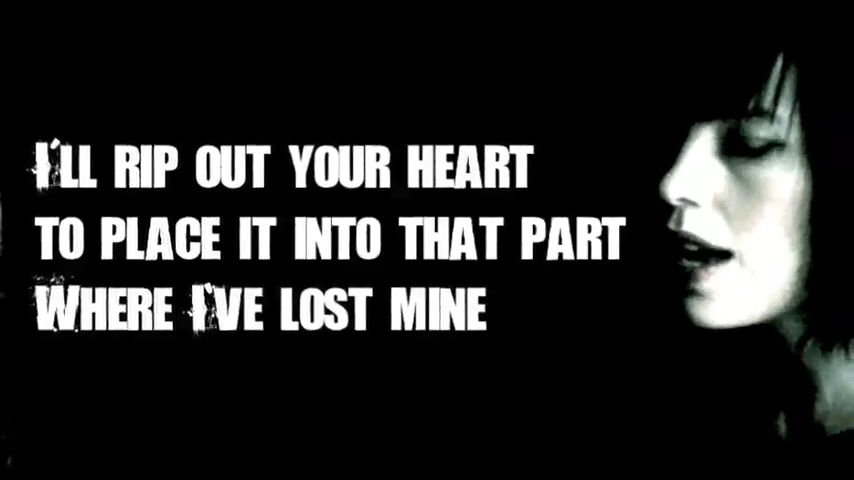 I'LL RIP OUT YOUR HEART
TO PLACE IT INTO THAT PART
WHERE I'VE LOST MINE